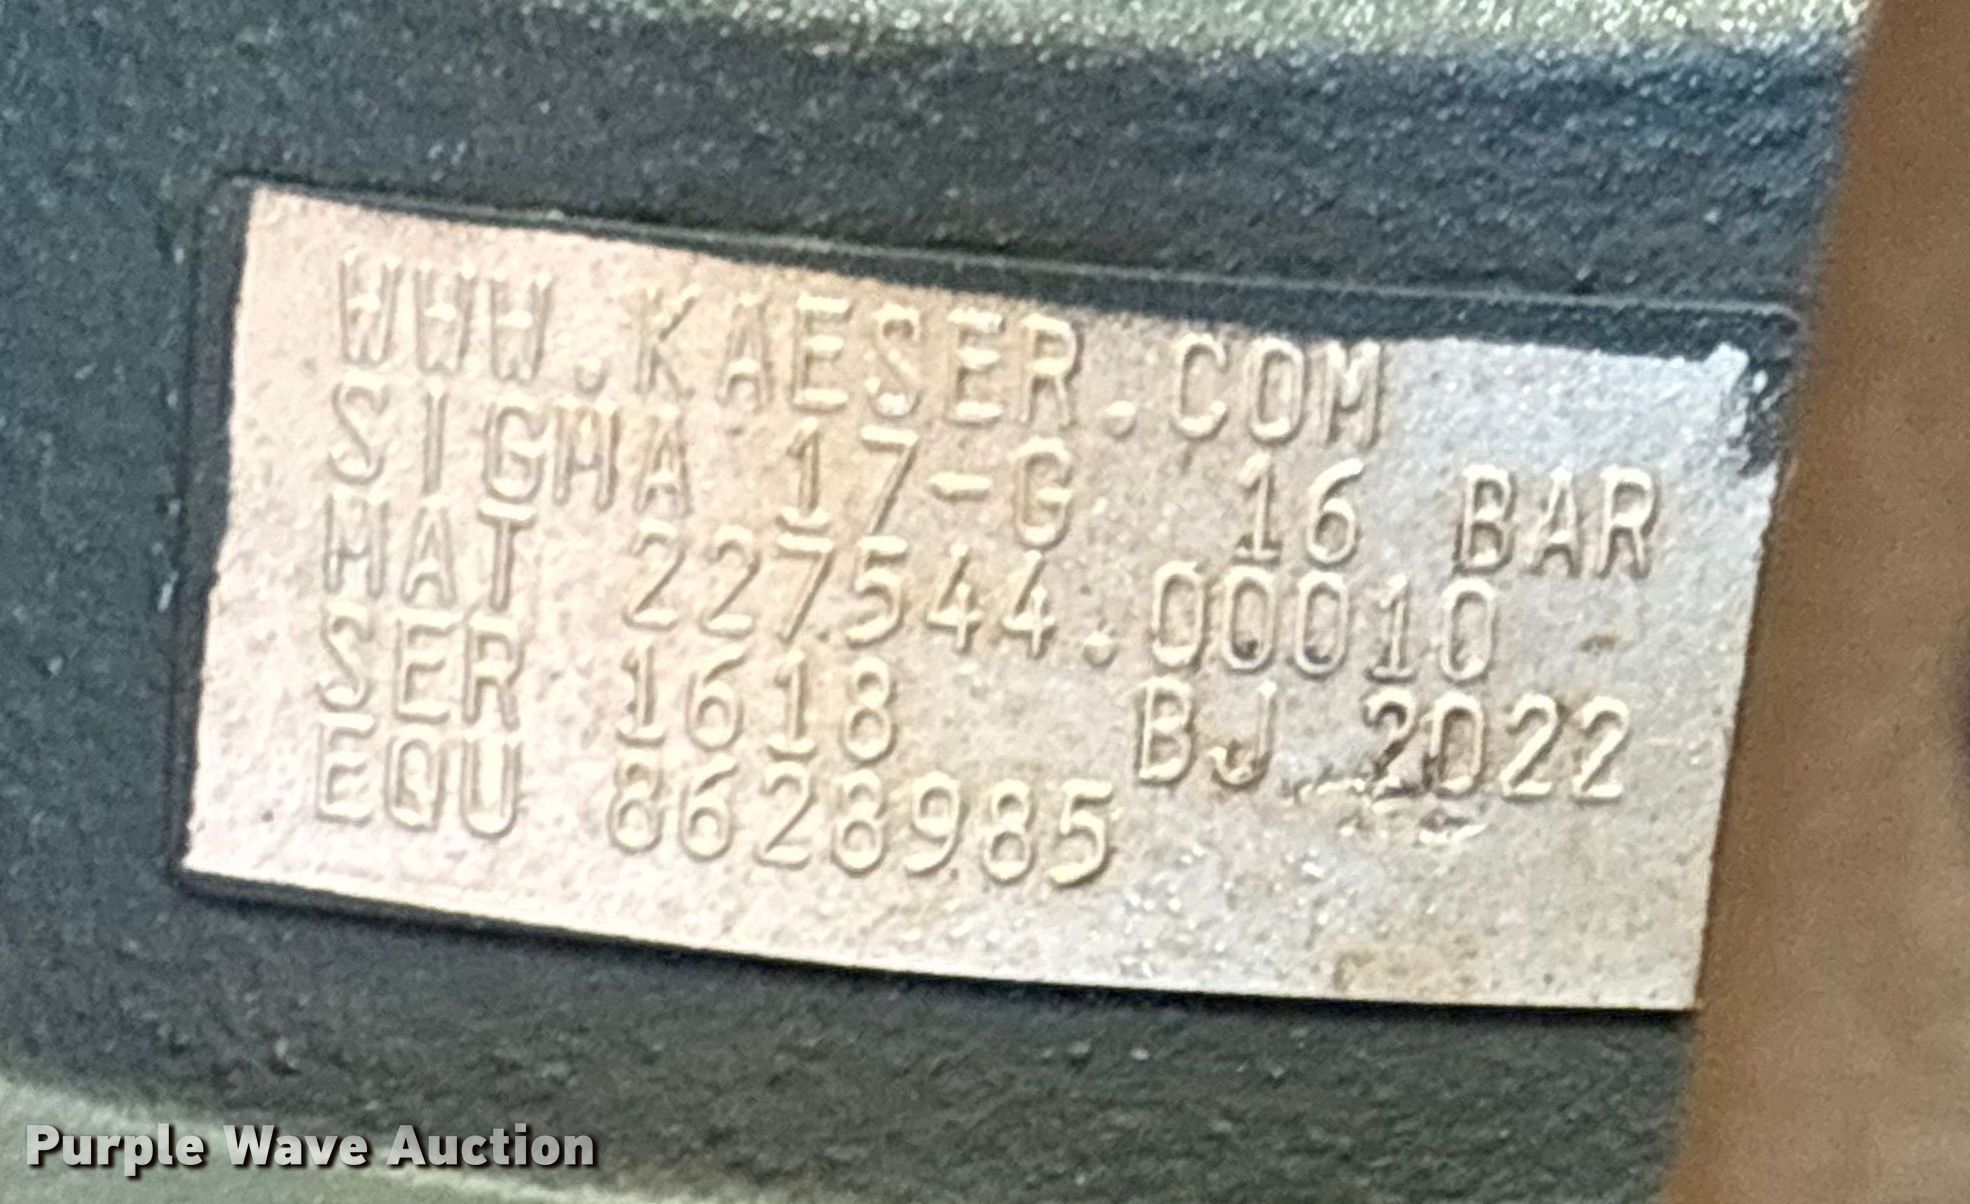 WWW.KAESER.COM
SIGMA 17-G 16 BAR
MAT 227544.00010
SER 1618 BJ 2022
EQU 8628985
Purple Wave Auction